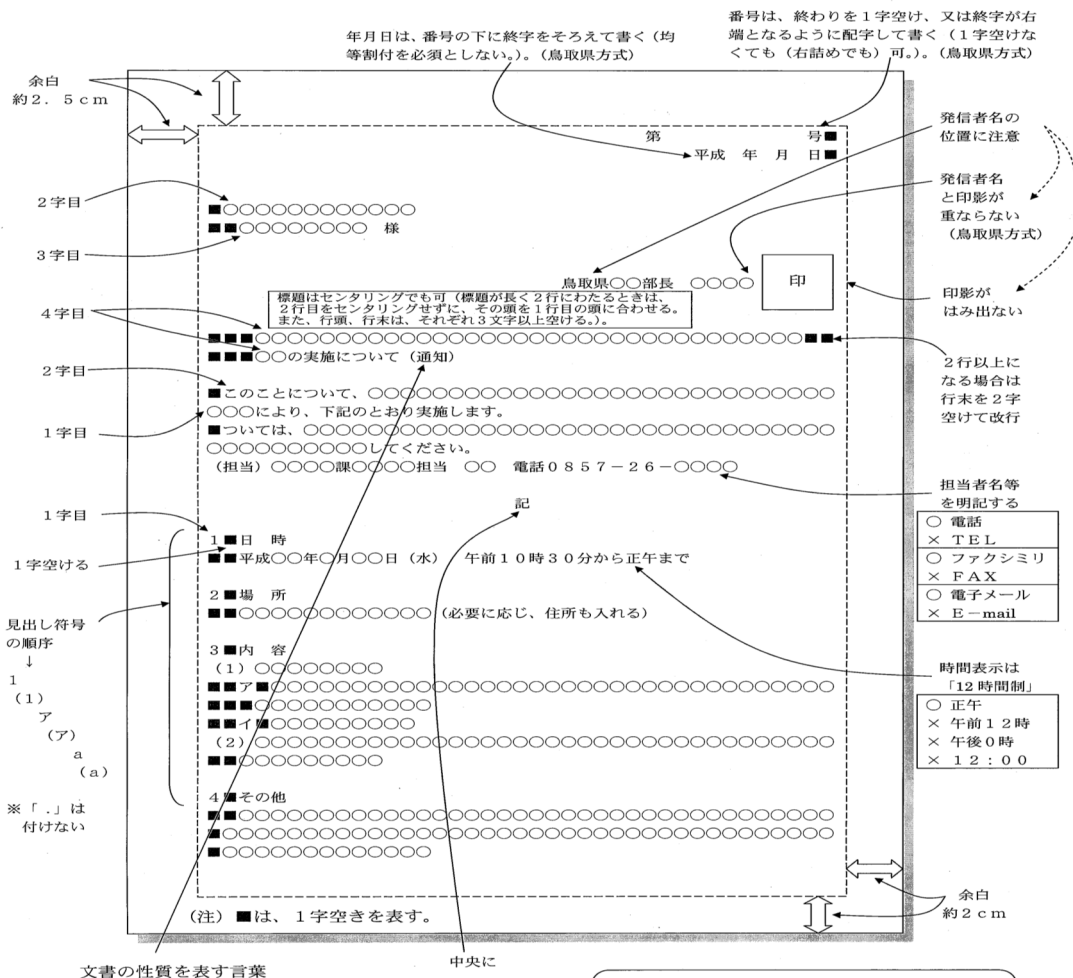 年月日は、番号の下に終字をそろえて書く（均
等割付を必須としない。）。（鳥取県方式）
番号は、終わりを１字空け、又は終字が右
端となるように配字して書く（１字空けな
くても（右詰めでも）可。）。（鳥取県方式）
余白
約２．５ｃｍ
第　　　　　　　　　号■
平成　年　月　日■
発信者名の
位置に注意
発信者名
と印影が
重ならない
（鳥取県方式）
２字目
■○○○○○○○○○○○○
■■○○○○○○○○　様
３字目
鳥取県○○部長　○○○○
印
印影が
はみ出ない
標題はセンタリングでも可（標題が長く２行にわたるときは、
２行目をセンタリングせずに、その頭を１行目の頭に合わせる。
また、行頭、行末は、それぞれ３文字以上空ける。）。
４字目
■■■○○○○○○○○○○○○○○○○○○○○○○○○○○○○○○○○○○■■
■■■○○の実施について（通知）
２行以上に
なる場合は
行末を２字
空けて改行
２字目
■このことについて、○○○○○○○○○○○○○○○○○○○○○○○○○○○○○
○○○により、下記のとおり実施します。
１字目
■ついては、○○○○○○○○○○○○○○○○○○○○○○○○○○○○○○○○○
○○○○○○○○○○してください。
（担当）○○○○課○○○○担当　○○　電話０８５７－２６－○○○○
担当者名等
を明記する
○ 電話
× ＴＥＬ
○ ファクシミリ
× ＦＡＸ
○ 電子メール
× Ｅ－mail
記
１字目
１■日　時
１字空ける
■■平成○○年○月○○日（水）　午前１０時３０分から正午まで
２■場　所
■■○○○○○○○○○○○○（必要に応じ、住所も入れる）
見出し符号
の順序
↓
１
（１）
ア
（ア）
ａ
（ａ）
※「．」は
付けない
３■内　容
（１）○○○○○○○○
■■ア■○○○○○○○○○○○○○○○○○○○○○○○○○○○○○○○○○○○
■■■○○○○○○○○○○○
■■イ■○○○○○○○○○
（２）○○○○○○○○○○○○○○○○○○○○○○○○○○○○○○○○○○○○
■■○○○○○○○○○
時間表示は
「12時間制」
○ 正午
× 午前１２時
× 午後０時
× １２：００
４■その他
■■○○○○○○○○○○○○○○○○○○○○○○○○○○○○○○○○○○○○○
■○○○○○○○○○○○○○○○○○○○○○○○○○○○○○○○○○○○○○○
■○○○○○○○○○○○○○
（注）■は、１字空きを表す。
余白
約２ｃｍ
文書の性質を表す言葉
中央に